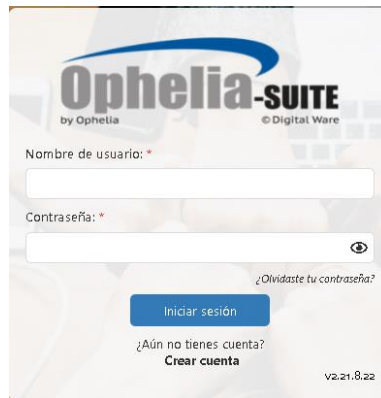 Ophelia-SUITE
by Ophelia
© Digital Ware
Nombre de usuario: *
Contraseña: *
¿Olvidaste tu contraseña?
Iniciar sesión
¿Aún no tienes cuenta?
Crear cuenta
V2.21.8.22